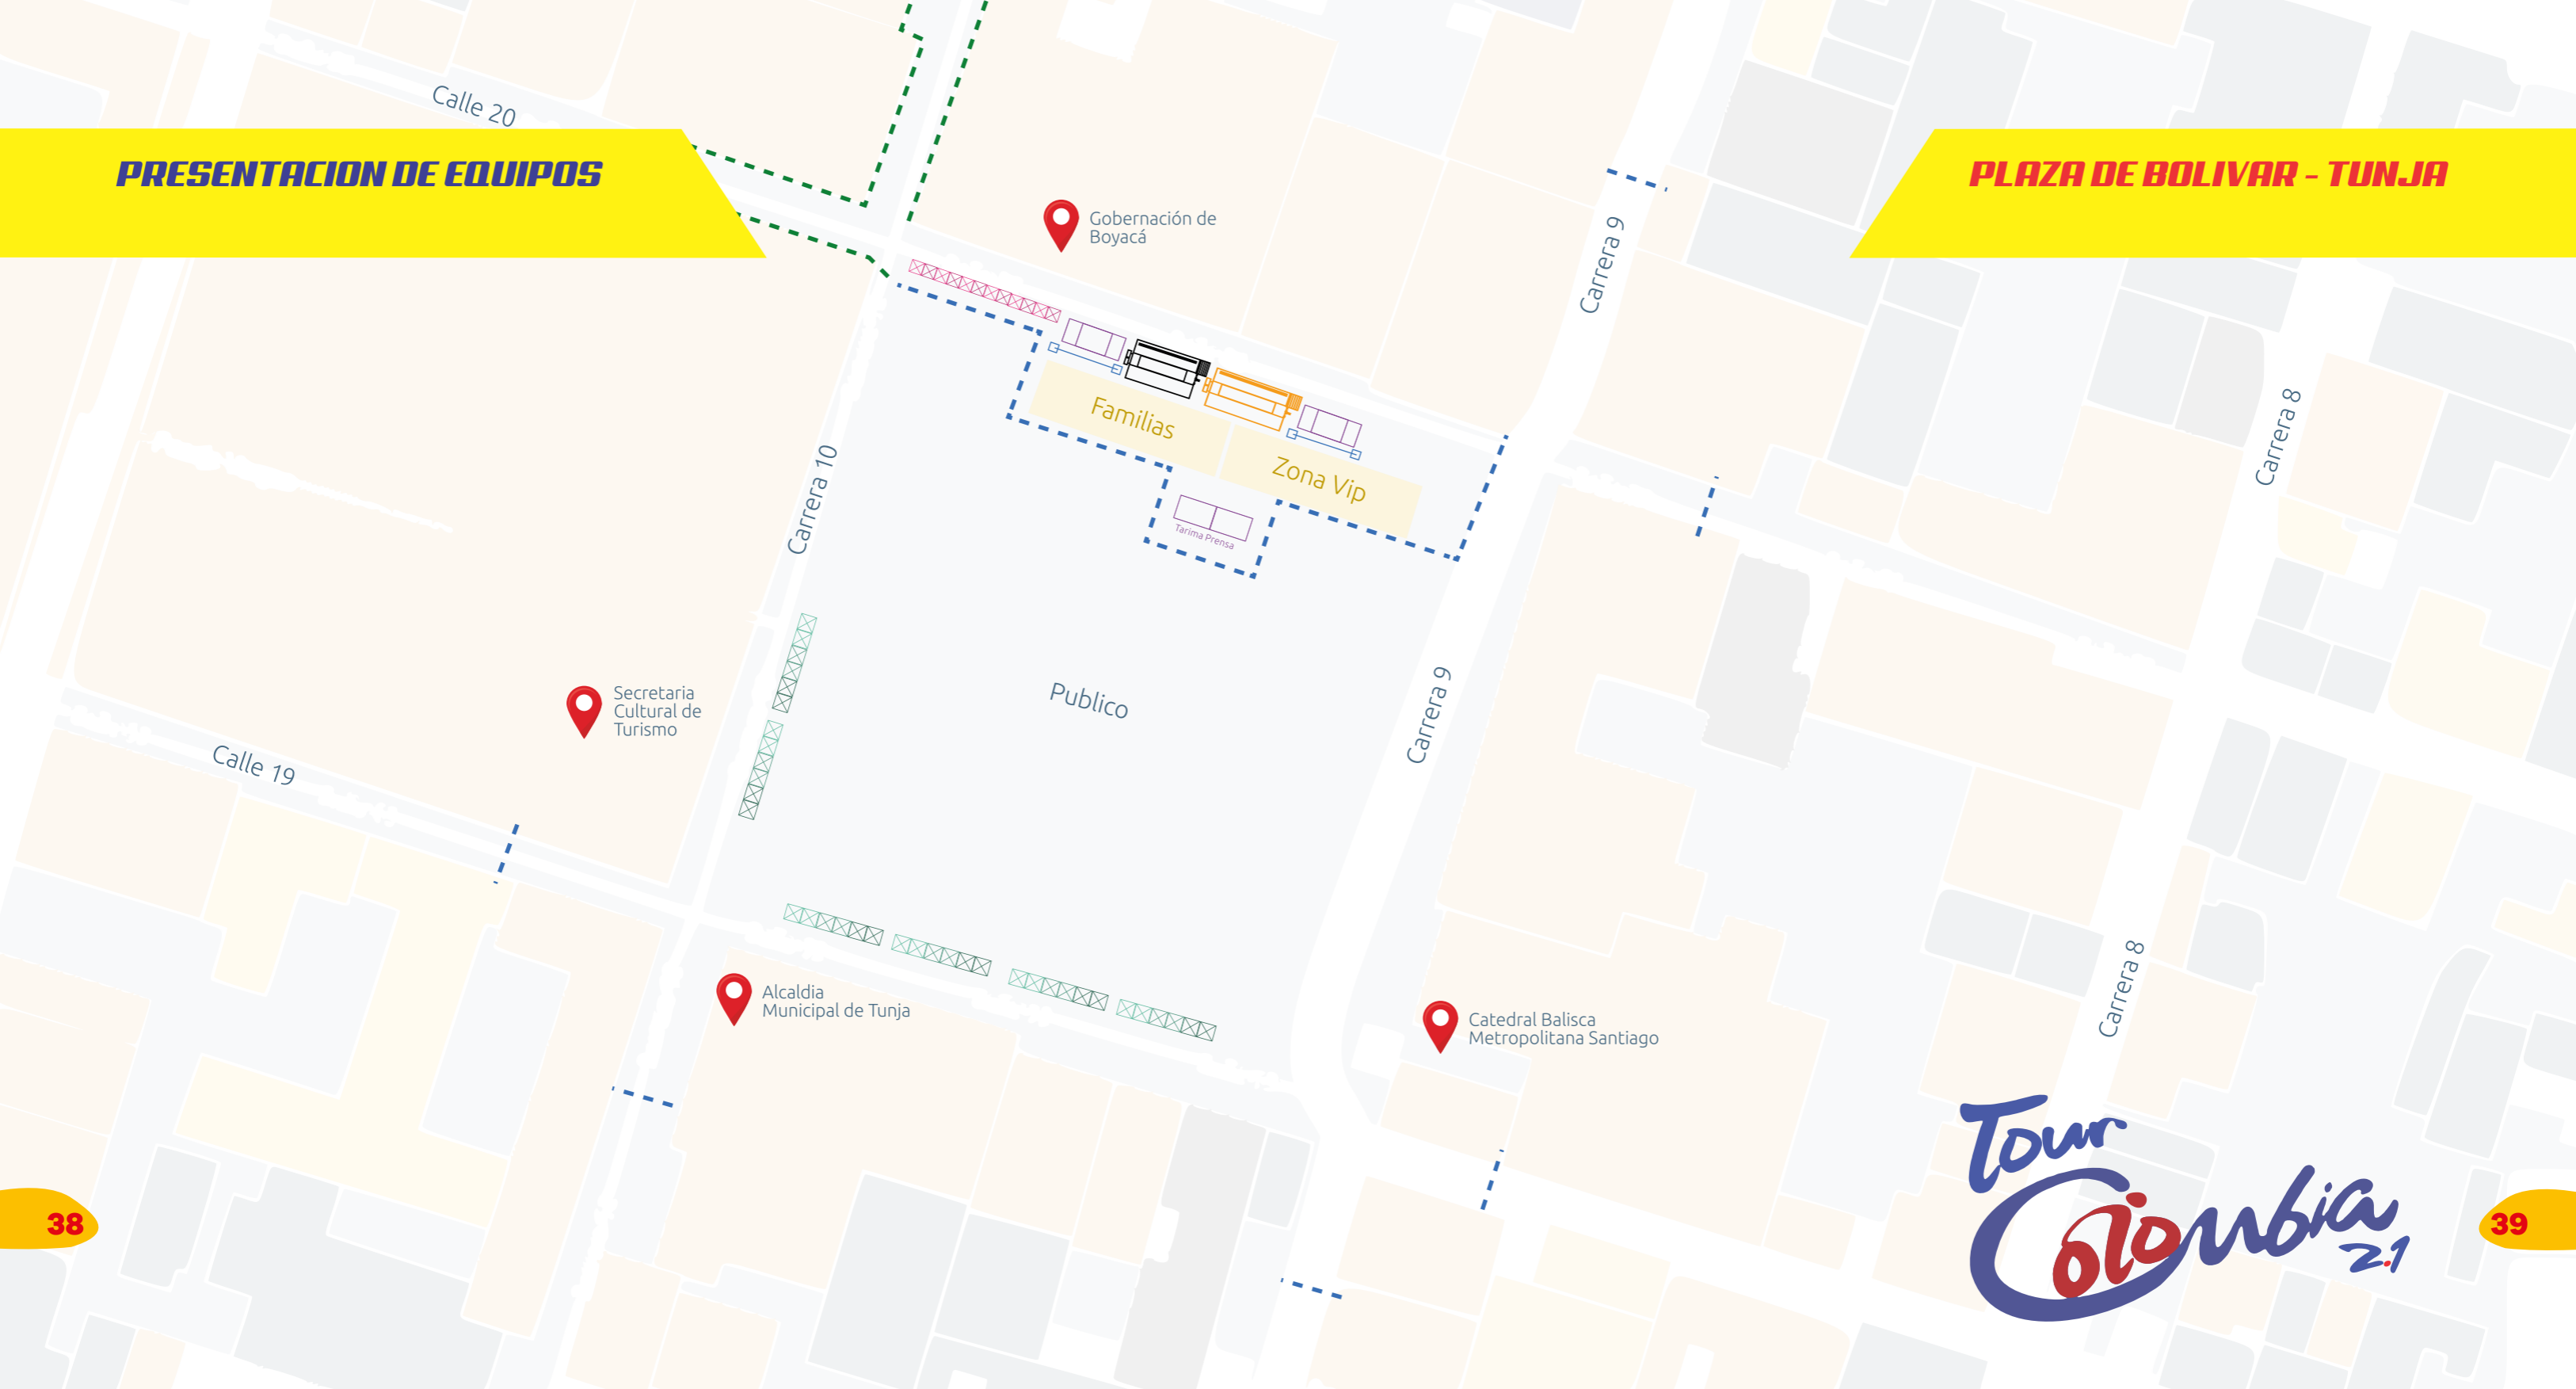 Calle 20
PRESENTACION DE EQUIPOS
PLAZA DE BOLIVAR - TUNJA
Gobernación de
Boyacá
Carrera 9
Familias
Zona Vip
Tarima Prensa
Carrera 10
Carrera 8
Secretaria
Cultural de
Turismo
Publico
Carrera 9
Calle 19
Alcaldia
Municipal de Tunja
Catedral Balisca
Metropolitana Santiago
Carrera 8
Tour
Colombia
2.1
38
39